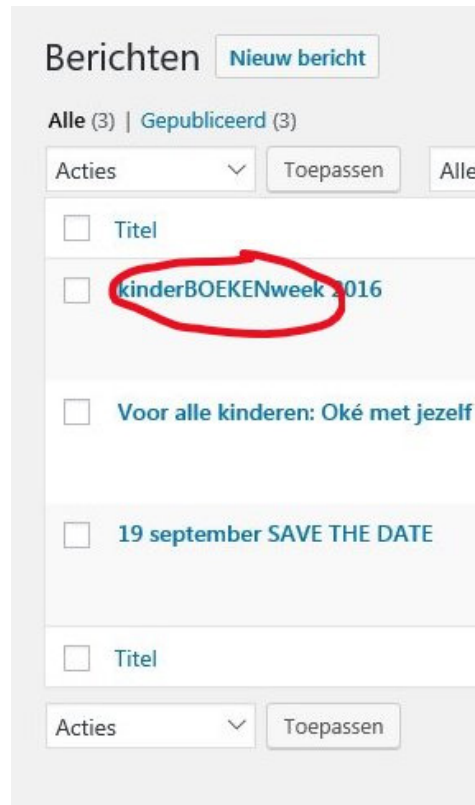 Berichten Nieuw bericht
Alle (3) | Gepubliceerd (3)
Acties Toepassen Alle
Titel
kinderBOEKENweek 2016
Voor alle kinderen: Oké met jezelf
19 september SAVE THE DATE
Titel
Acties Toepassen